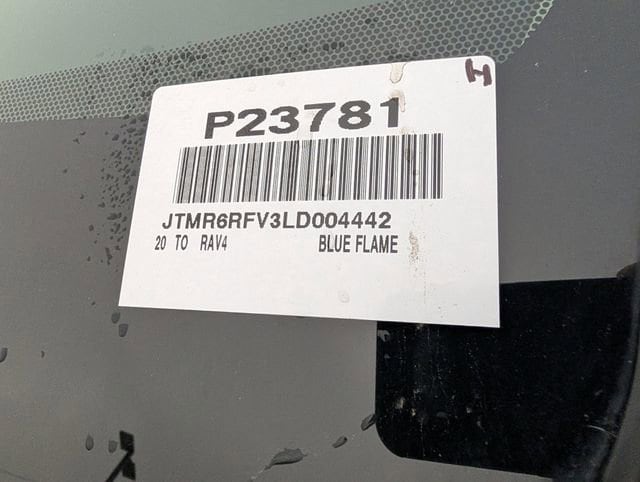 H
P23781
JTMR6RFV3LD004442
20 TO RAV4 BLUE FLAME